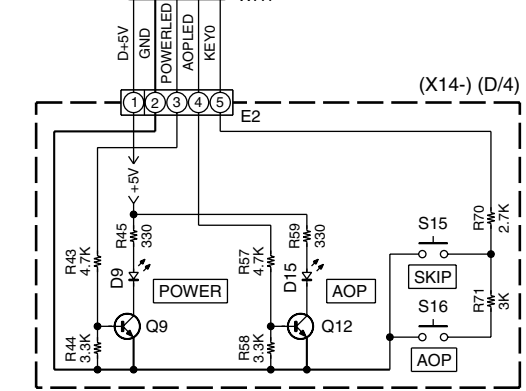 D+5V
GND
POWERLED
AOPLED
KEY0
(X14-) (D/4)
1 2 3 4 5
E2
+5V
R45
330
R59
330
R70
2.7K
S15
SKIP
R43
4.7K
D9
POWER
R57
4.7K
D15
AOP
R71
3K
S16
AOP
Q9
Q12
R44
3.3K
R58
3.3K